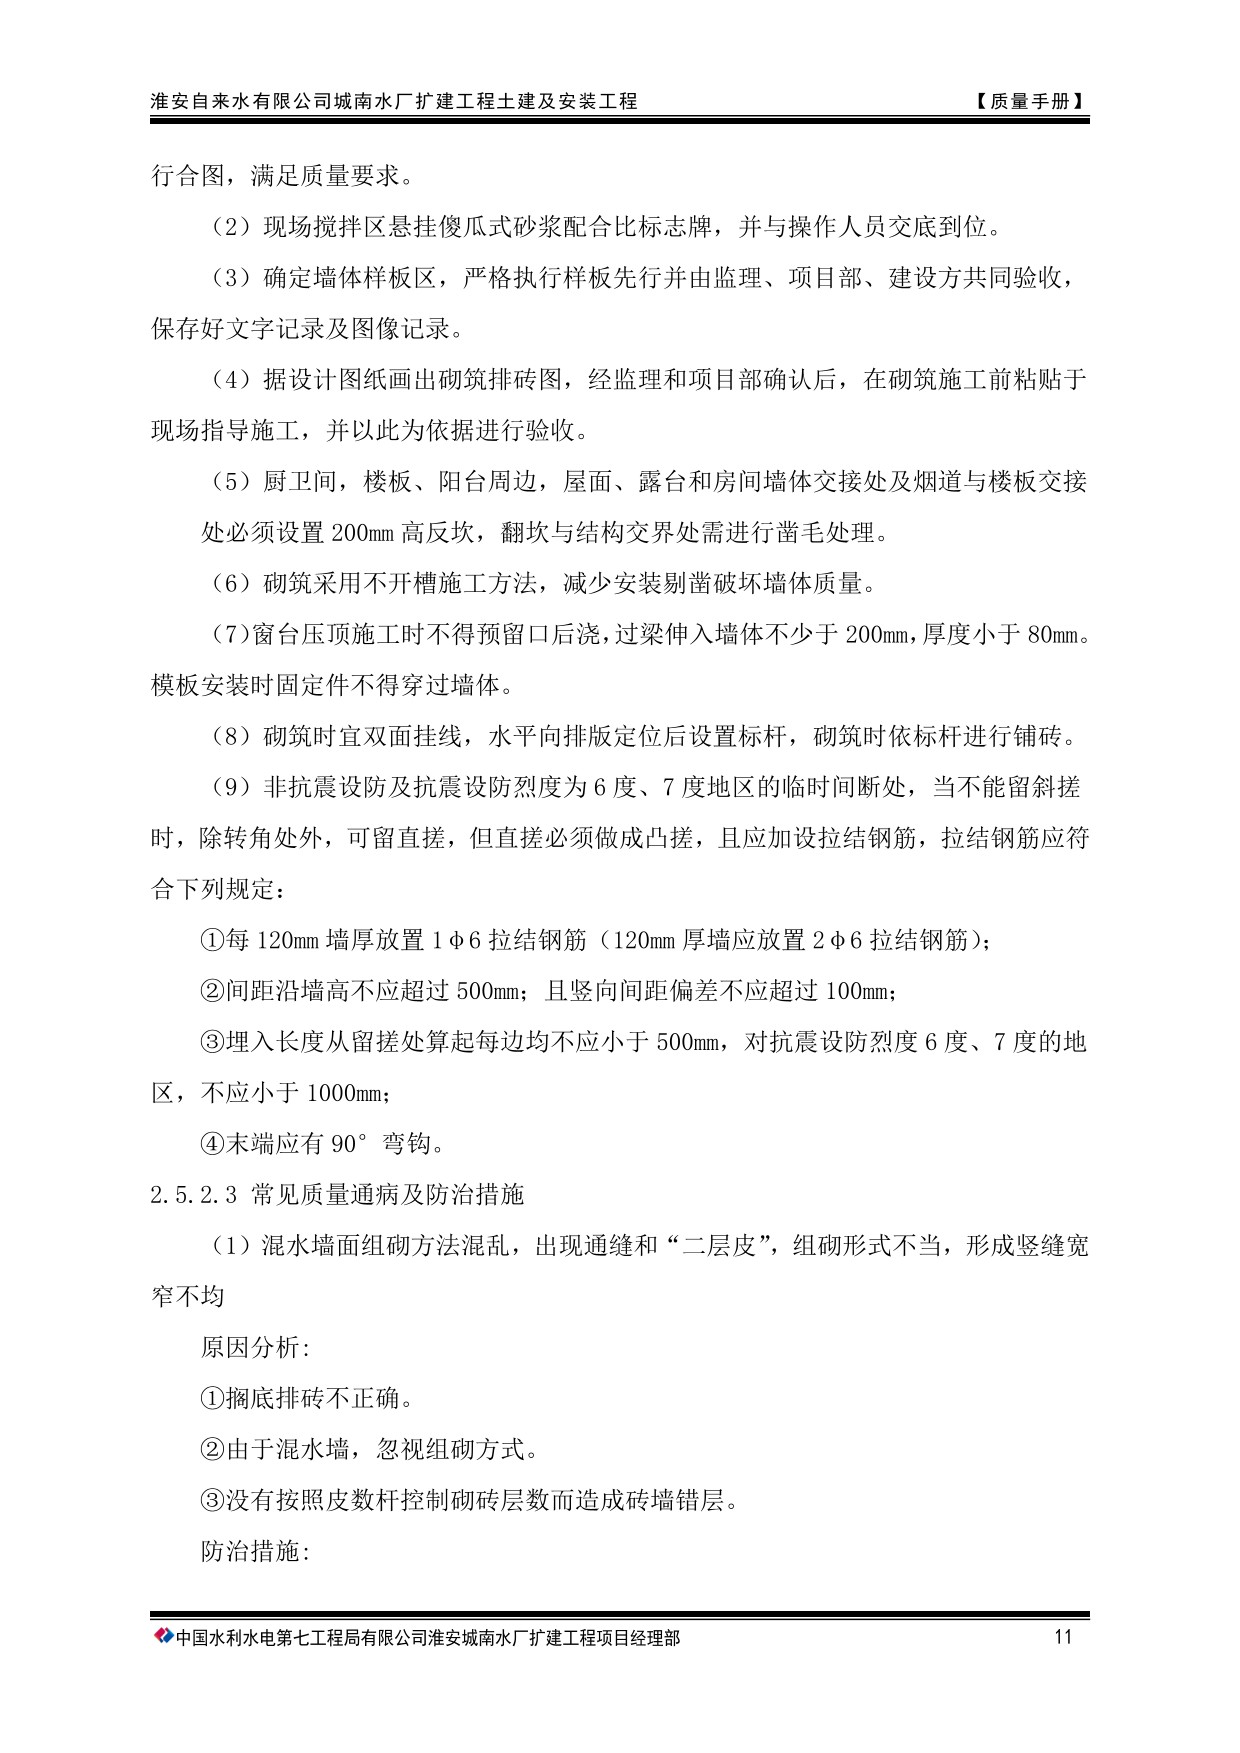 淮安自来水有限公司城南水厂扩建工程土建及安装工程 【质量手册】
行合图，满足质量要求。
（2）现场搅拌区悬挂傻瓜式砂浆配合比标志牌，并与操作人员交底到位。
（3）确定墙体样板区，严格执行样板先行并由监理、项目部、建设方共同验收，
保存好文字记录及图像记录。
（4）据设计图纸画出砌筑排砖图，经监理和项目部确认后，在砌筑施工前粘贴于
现场指导施工，并以此为依据进行验收。
（5）厨卫间，楼板、阳台周边，屋面、露台和房间墙体交接处及烟道与楼板交接
处必须设置 200mm 高反坎，翻坎与结构交界处需进行凿毛处理。
（6）砌筑采用不开槽施工方法，减少安装剔凿破坏墙体质量。
（7）窗台压顶施工时不得预留口后浇，过梁伸入墙体不少于 200mm，厚度小于 80mm。
模板安装时固定件不得穿过墙体。
（8）砌筑时宜双面挂线，水平向排版定位后设置标杆，砌筑时依标杆进行铺砖。
（9）非抗震设防及抗震设防烈度为 6 度、7 度地区的临时间断处，当不能留斜搓
时，除转角处外，可留直搓，但直搓必须做成凸搓，且应加设拉结钢筋，拉结钢筋应符
合下列规定：
①每 120mm 墙厚放置 1φ6 拉结钢筋（120mm 厚墙应放置 2φ6 拉结钢筋）；
②间距沿墙高不应超过 500mm；且竖向间距偏差不应超过 100mm；
③埋入长度从留搓处算起每边均不应小于 500mm，对抗震设防烈度 6 度、7 度的地
区，不应小于 1000mm；
④末端应有 90°弯钩。
2.5.2.3 常见质量通病及防治措施
（1）混水墙面组砌方法混乱，出现通缝和“二层皮”，组砌形式不当，形成竖缝宽
窄不均
原因分析：
①搁底排砖不正确。
②由于混水墙，忽视组砌方式。
③没有按照皮数杆控制砌砖层数而造成砖墙错层。
防治措施：
中国水利水电第七工程局有限公司淮安城南水厂扩建工程项目经理部 11